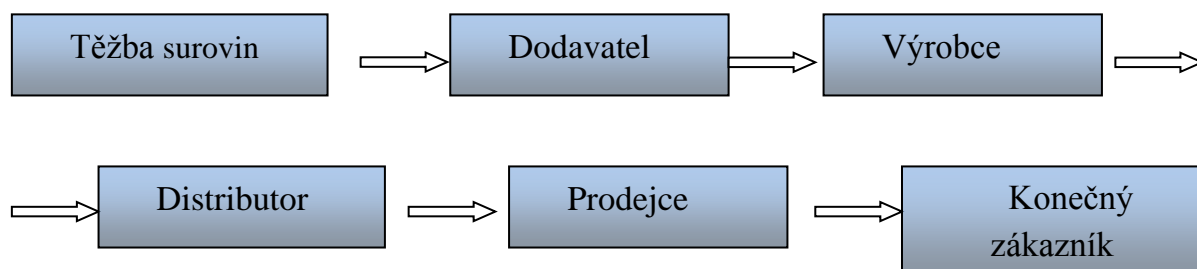 Těžba surovin
Dodavatel
Výrobce
Distributor
Prodejce
Konečný
zákazník